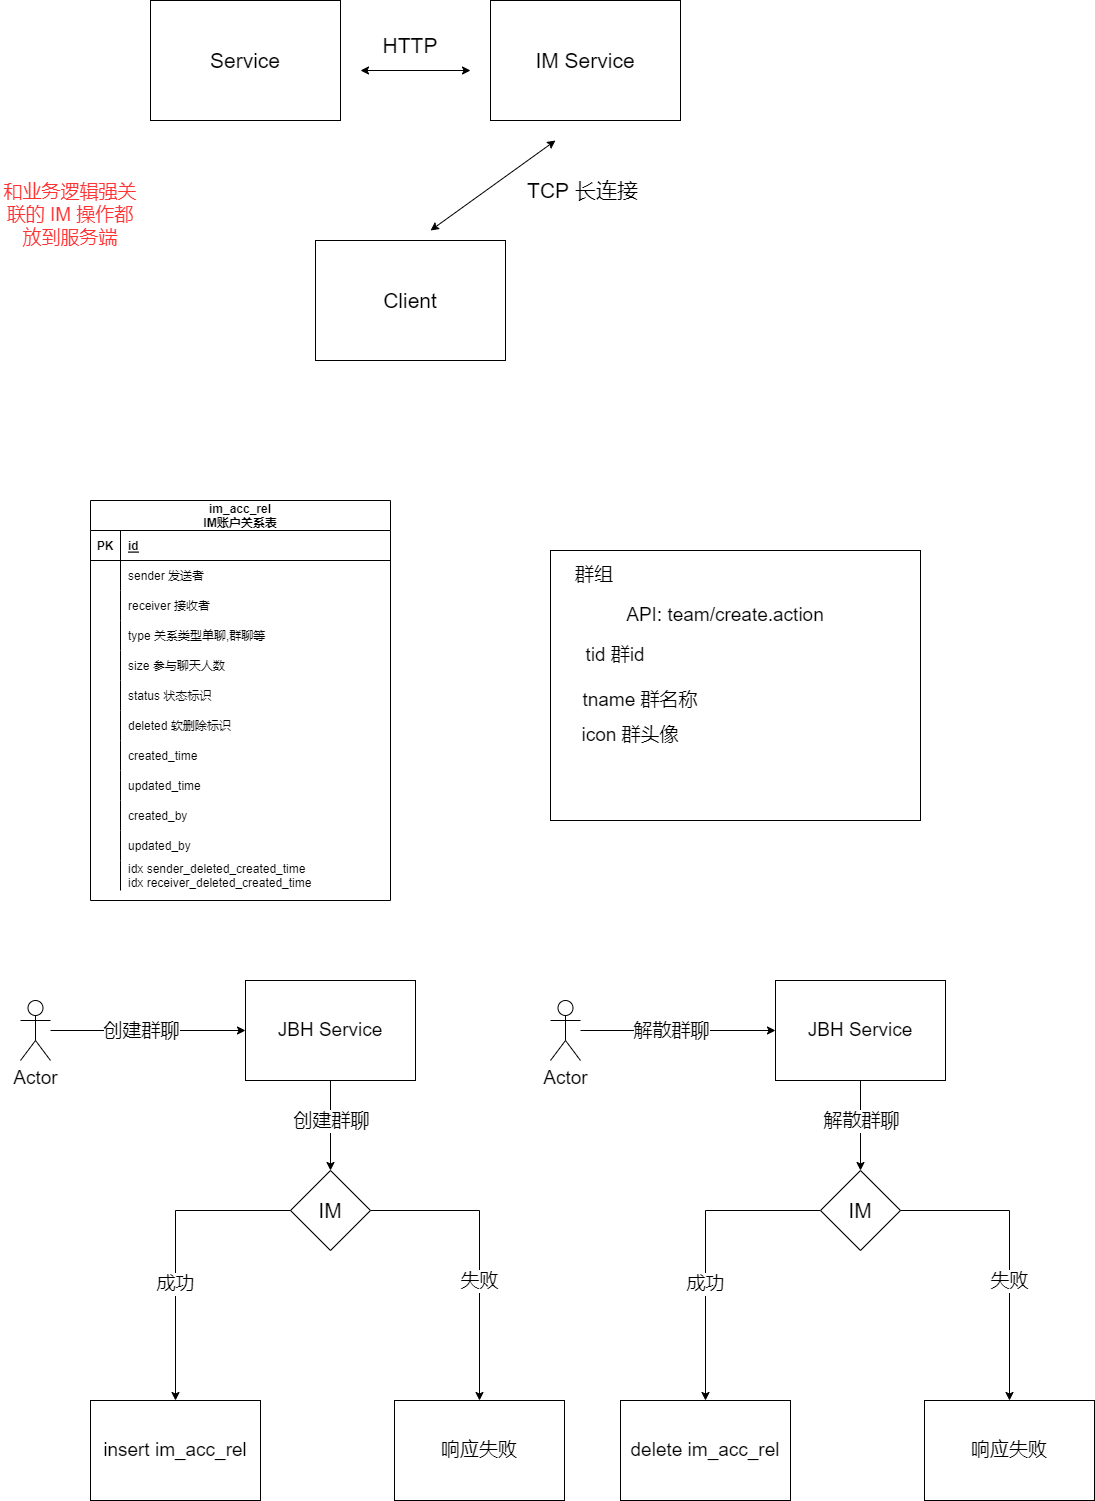 Service
HTTP
IM Service
和业务逻辑强关
联的 IM 操作都
放到服务端
TCP 长连接
Client
im_acc_rel
IM账户关系表
PK id
sender 发送者
receiver 接收者
type 关系类型单聊,群聊等
size 参与聊天人数
status 状态标识
deleted 软删除标识
created_time
updated_time
created_by
updated_by
idx sender_deleted_created_time
idx receiver_deleted_created_time
群组
API: team/create.action
tid 群id
tname 群名称
icon 群头像
Actor
创建群聊
JBH Service
创建群聊
IM
成功
失败
insert im_acc_rel
响应失败
Actor
解散群聊
JBH Service
解散群聊
IM
成功
失败
delete im_acc_rel
响应失败